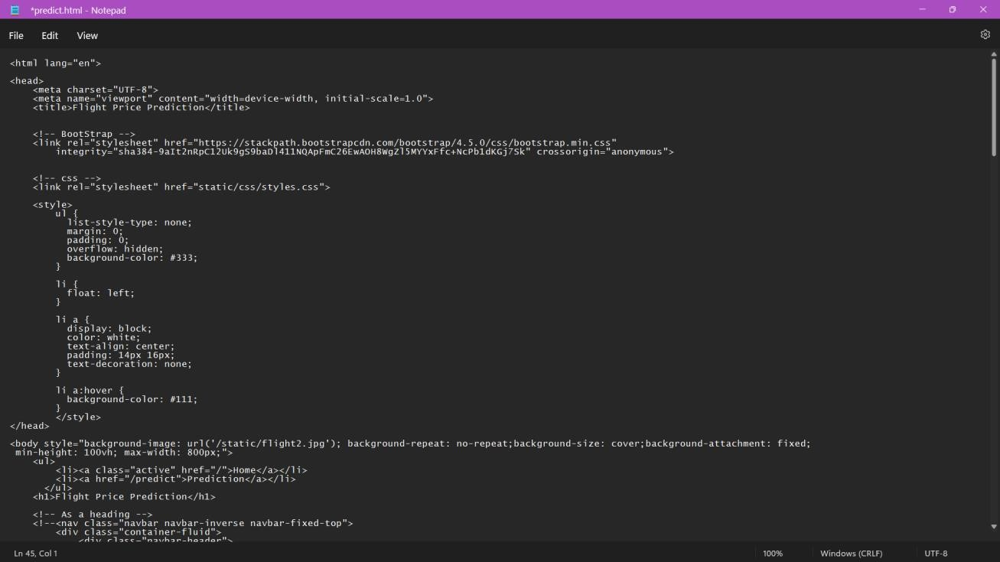 *predict.html - Notepad
File Edit View
<html lang="en">
<head>
<meta charset="UTF-8">
<meta name="viewport" content="width=device-width, initial-scale=1.0">
<title>Flight Price Prediction</title>
<!-- BootStrap -->
<link rel="stylesheet" href="https://stackpath.bootstrapcdn.com/bootstrap/4.5.0/css/bootstrap.min.css"
integrity="sha384-9aIt2nRpC12Uk9gS9baDl411NQApFmC26EwAOH8WgZl5MYYxFfc+NcPb1dKGj7Sk" crossorigin="anonymous">
<!-- css -->
<link rel="stylesheet" href="static/css/styles.css">
<style>
ul {
list-style-type: none;
margin: 0;
padding: 0;
overflow: hidden;
background-color: #333;
}
li {
float: left;
}
li a {
display: block;
color: white;
text-align: center;
padding: 14px 16px;
text-decoration: none;
}
li a:hover {
background-color: #111;
}
</style>
</head>
<body style="background-image: url('/static/flight2.jpg'); background-repeat: no-repeat;background-size: cover;background-attachment: fixed;
min-height: 100vh; max-width: 800px;">
<ul>
<li><a class="active" href="/">Home</a></li>
<li><a href="/predict">Prediction</a></li>
</ul>
<h1>Flight Price Prediction</h1>
<!-- As a heading -->
<!--<nav class="navbar navbar-inverse navbar-fixed-top">
<div class="container-fluid">
<div class="navbar-header">
Ln 45, Col 1 100% Windows (CRLF) UTF-8